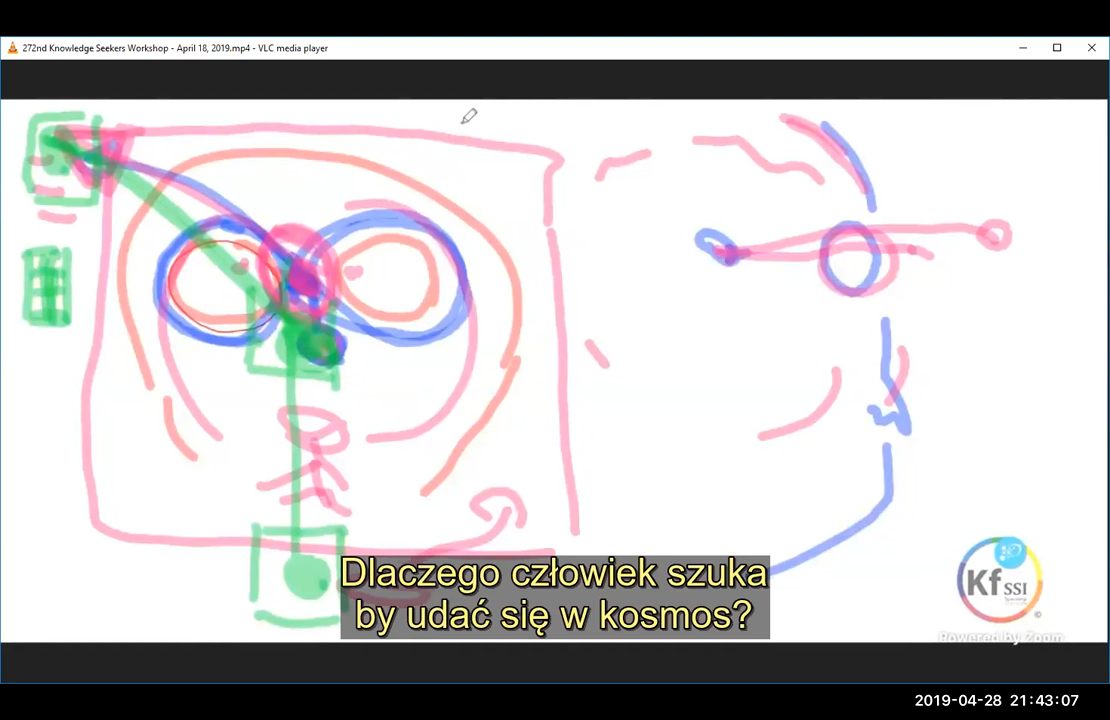 272nd Knowledge Seekers Workshop - April 18, 2019.mp4 - VLC media player
Dlaczego człowiek szuka
by udać się w kosmos?
Kf SSI
©
Powered by Zoom
2019-04-28 21:43:07